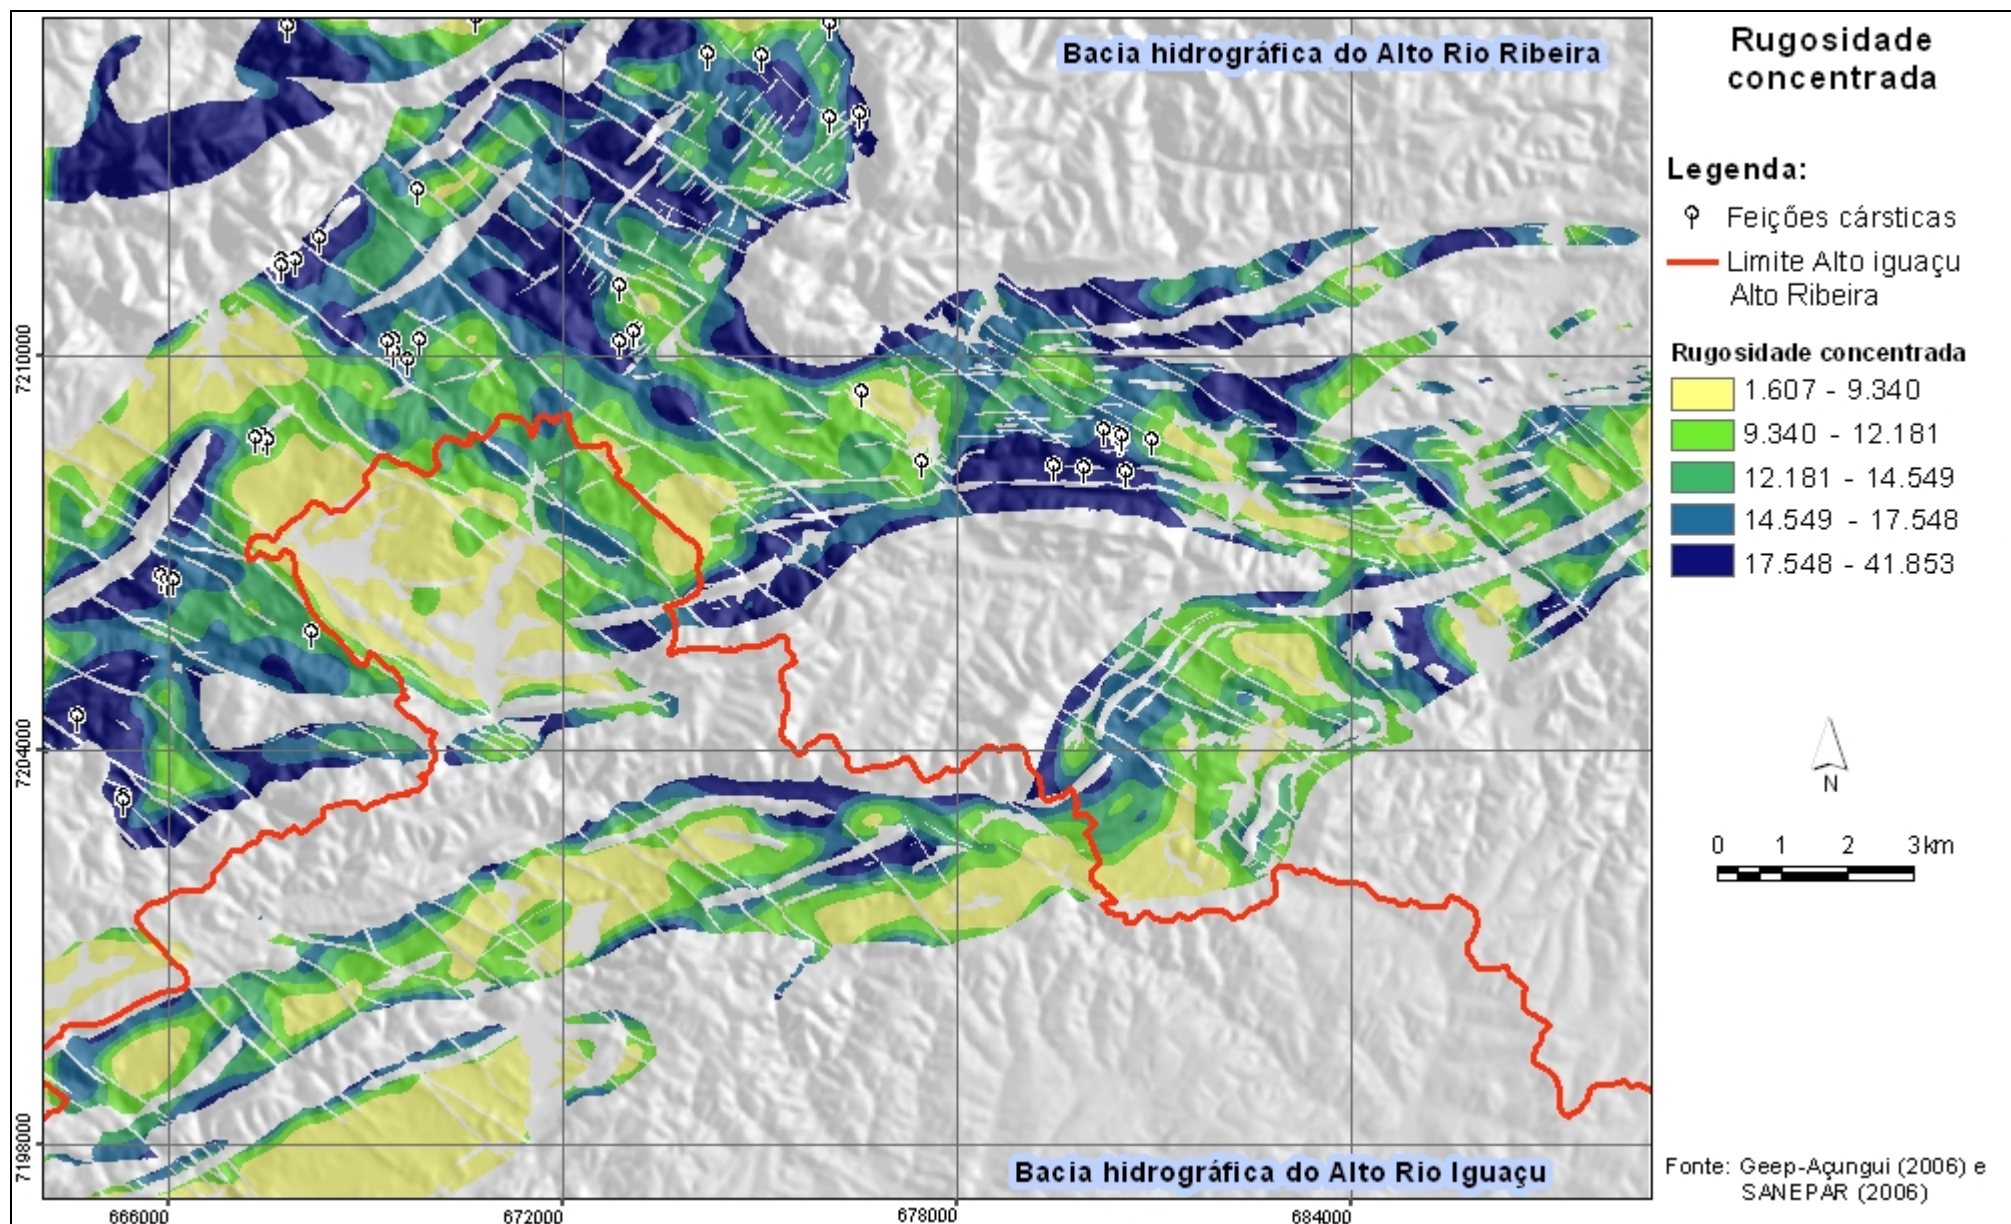 Bacia hidrográfica do Alto Rio Ribeira
Rugosidade
concentrada
Legenda:
Feições cársticas
Limite Alto iguaçu
Alto Ribeira
Rugosidade concentrada
1.607 - 9.340
9.340 - 12.181
12.181 - 14.549
14.549 - 17.548
17.548 - 41.853
N
0 1 2 3km
Fonte: Geep-Açungui (2006) e
SANEPAR (2006)
Bacia hidrográfica do Alto Rio Iguaçu
7210000
7204000
7198000
666000 672000 678000 684000